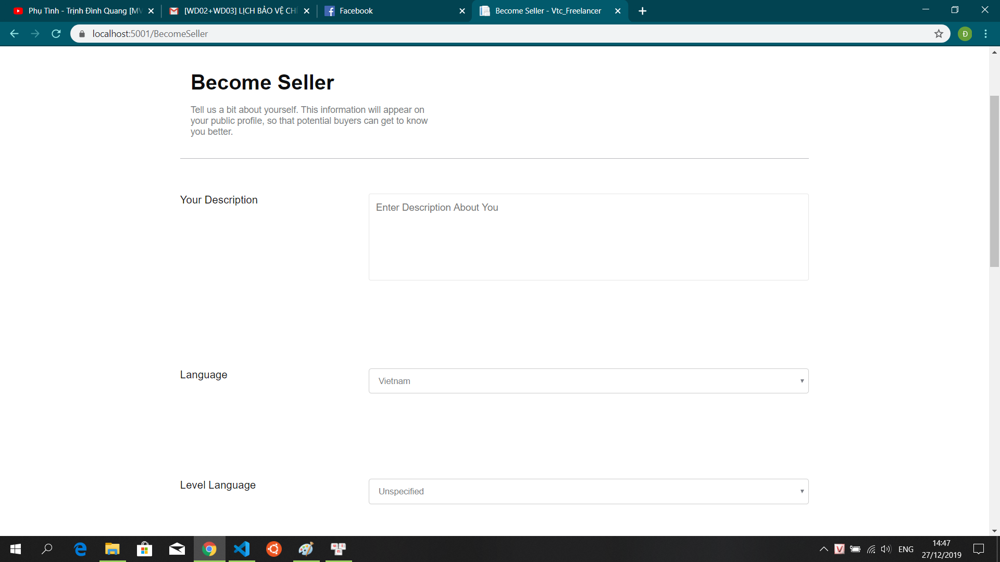 Phụ Tình - Trịnh Đình Quang [MV
[WD02+WD03] LỊCH BẢO VỆ CHÍ
Facebook
Become Seller - Vtc_Freelancer
localhost:5001/BecomeSeller
Đ
Become Seller
Tell us a bit about yourself. This information will appear on
your public profile, so that potential buyers can get to know
you better.
Your Description
Enter Description About You
Language
Vietnam
Level Language
Unspecified
V
ENG
14:47
27/12/2019